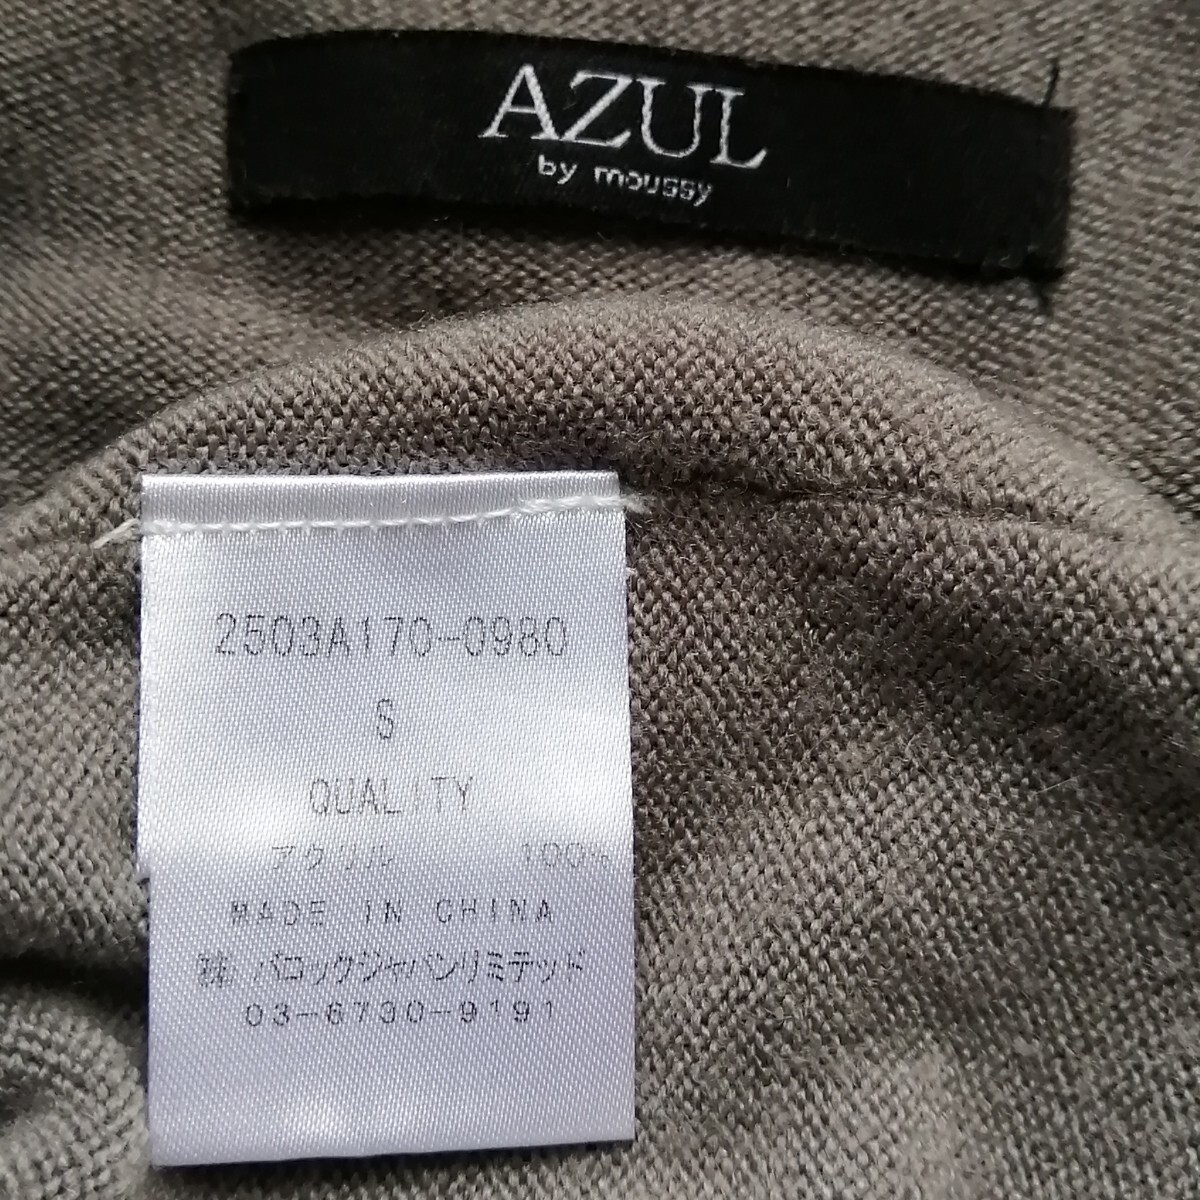 AZUL
by moussy
2503A170-0980
S
QUALITY
アクリル 100%
MADE IN CHINA
バロックジャパンリミテッド
03-6730-9191